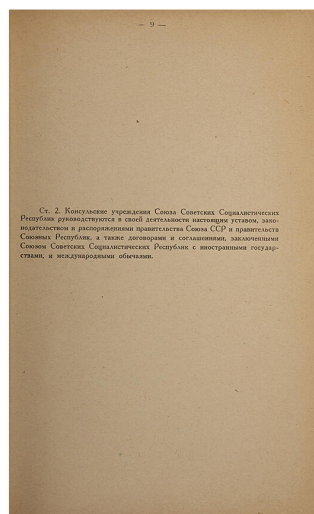 — 9 —
Ст. 2. Консульские учреждения Союза Советских Социалистических
Республик руководствуются в своей деятельности настоящим уставом, зако-
нодательством и распоряжениями правительства Союза ССР и правительств
Союзных Республик, а также договорами и соглашениями, заключенными
Союзом Советских Социалистических Республик с иностранными государ-
ствами, и международными обычаями.